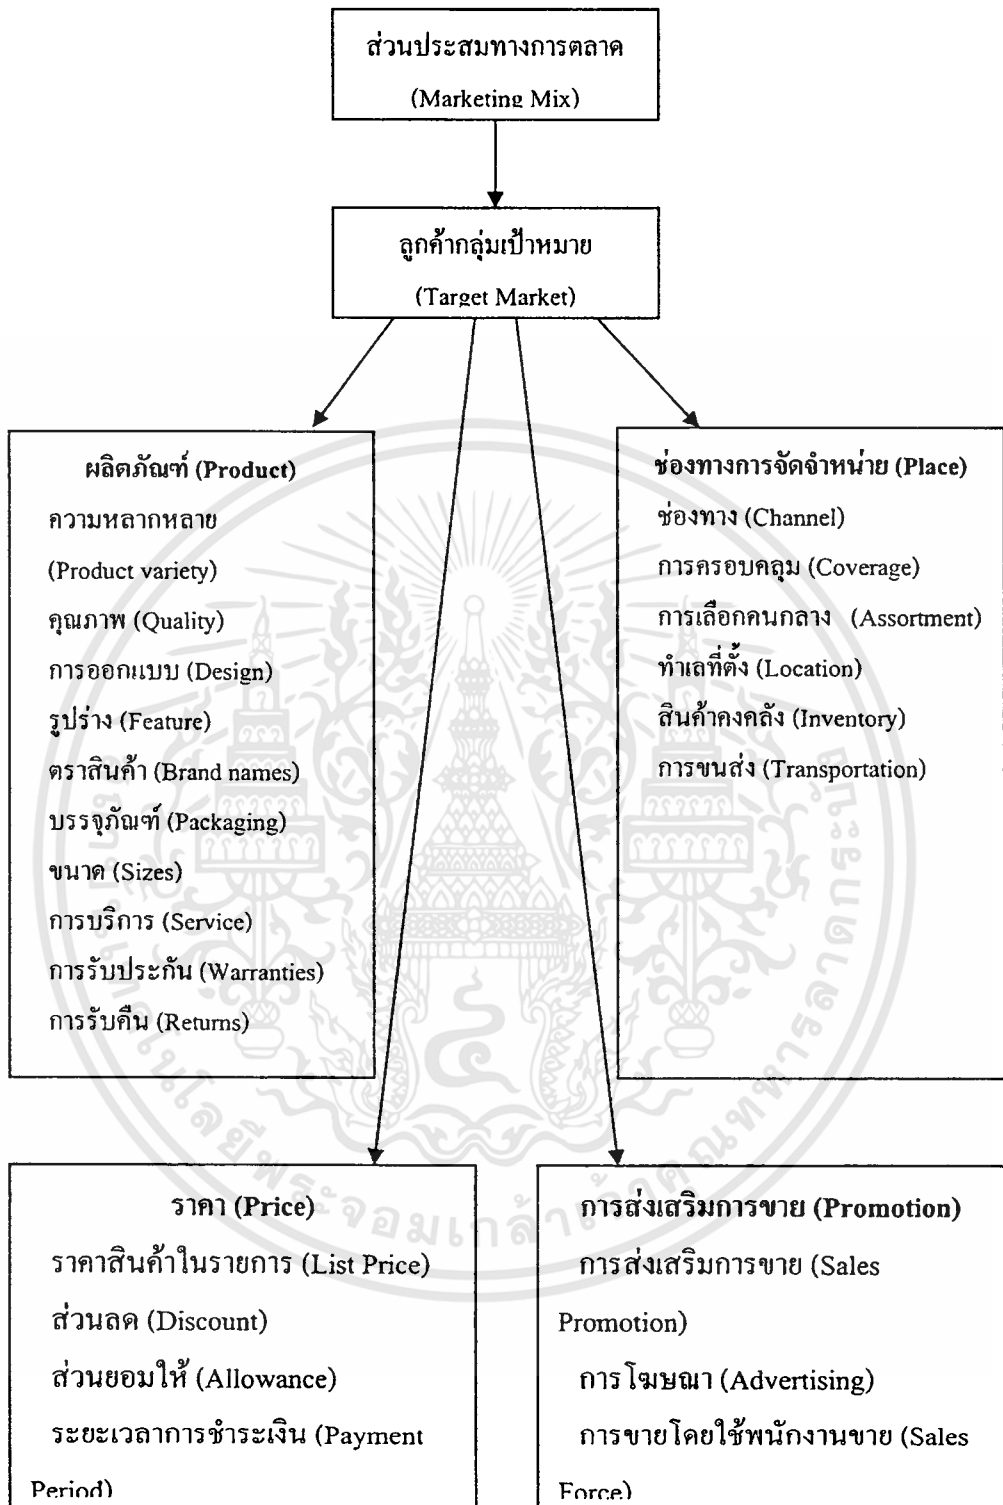 ส่วนประสมทางการตลาด
(Marketing Mix)
ลูกค้ากลุ่มเป้าหมาย
(Target Market)
ผลิตภัณฑ์ (Product)
ความหลากหลาย
(Product variety)
คุณภาพ (Quality)
การออกแบบ (Design)
รูปร่าง (Feature)
ตราสินค้า (Brand names)
บรรจุภัณฑ์ (Packaging)
ขนาด (Sizes)
การบริการ (Service)
การรับประกัน (Warranties)
การรับคืน (Returns)
ช่องทางการจัดจำหน่าย (Place)
ช่องทาง (Channel)
การครอบคลุม (Coverage)
การเลือกคนกลาง (Assortment)
ทำเลที่ตั้ง (Location)
สินค้าคงคลัง (Inventory)
การขนส่ง (Transportation)
ราคา (Price)
ราคาสินค้าในรายการ (List Price)
ส่วนลด (Discount)
ส่วนยอมให้ (Allowance)
ระยะเวลาการชำระเงิน (Payment
Period)
การส่งเสริมการขาย (Promotion)
การส่งเสริมการขาย (Sales
Promotion)
การโฆษณา (Advertising)
การขายโดยใช้พนักงานขาย (Sales
Force)